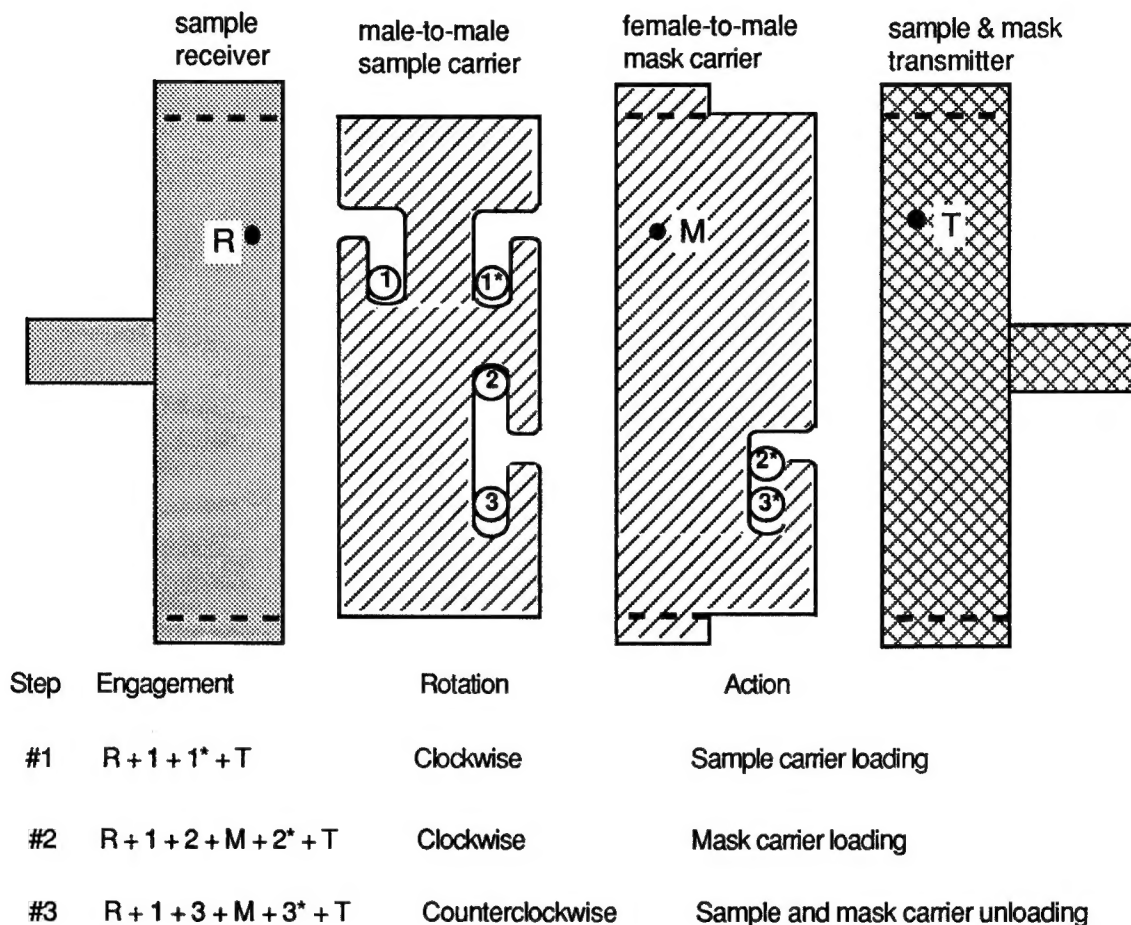 sample
receiver
male-to-male
sample carrier
female-to-male
mask carrier
sample & mask
transmitter
R
1
1*
2
3
M
2*
3*
T
Step Engagement Rotation Action
#1 R + 1 + 1* + T Clockwise Sample carrier loading
#2 R + 1 + 2 + M + 2* + T Clockwise Mask carrier loading
#3 R + 1 + 3 + M + 3* + T Counterclockwise Sample and mask carrier unloading